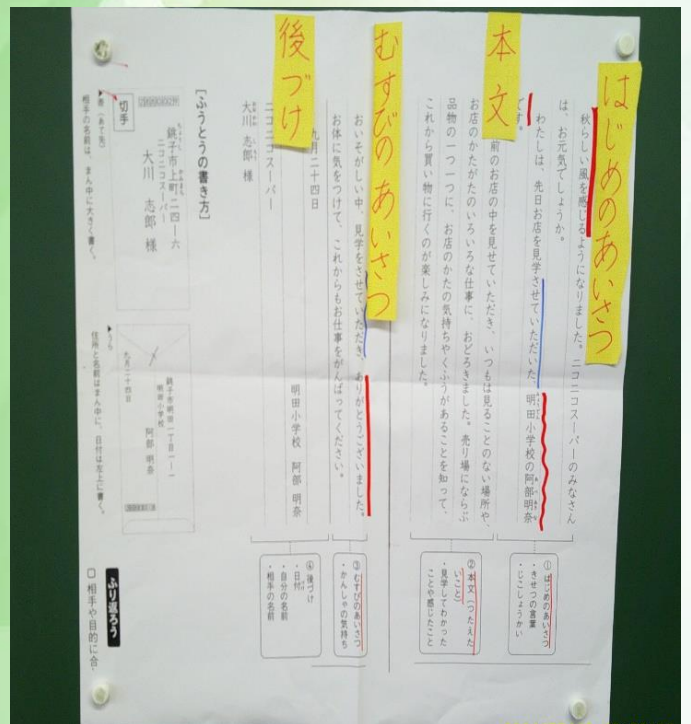 はじめのあいさつ
秋らしい風を感じるようになりました。ニコニコスーパーのみなさん
は、お元気でしょうか。
わたしは、先日お店を見学させていただいた、明田小学校の阿部明奈
です。
本文
前のお店の中を見せていただき、いつもは見ることのない場所や、
お店のかたがたのいろいろな仕事に、おどろきました。売り場にならぶ
品物の一つ一つに、お店のかたの気持ちやくふうがあることを知って、
これから買い物に行くのが楽しみになりました。
むすびのあいさつ
おいそがしい中、見学をさせていただき、ありがとうございました。
お体に気をつけて、これからもお仕事をがんばってください。
後づけ
九月二十四日
明田小学校 阿部 明奈
ニコニコスーパー
大川 志郎 様
①はじめのあいさつ
・きせつの言葉
・じこしょうかい
②本文(つたえた
いこと)
・見学してわかった
ことや感じたこと
③むすびのあいさつ
・かんしゃの気持ち
④後づけ
・日付
・自分の名前
・相手の名前
[ふうとうの書き方]
切手
銚子市上町二四ー六
ニコニコスーパー
大川 志郎 様
▶表(あて先)
相手の名前は、まん中に大きく書く。
銚子市明田一丁目一ー一
明田小学校
阿部 明奈
九月二十四日
▶うら
住所と名前はまん中に、日付は左上に書く。
ふり返ろう
□相手や目的に合